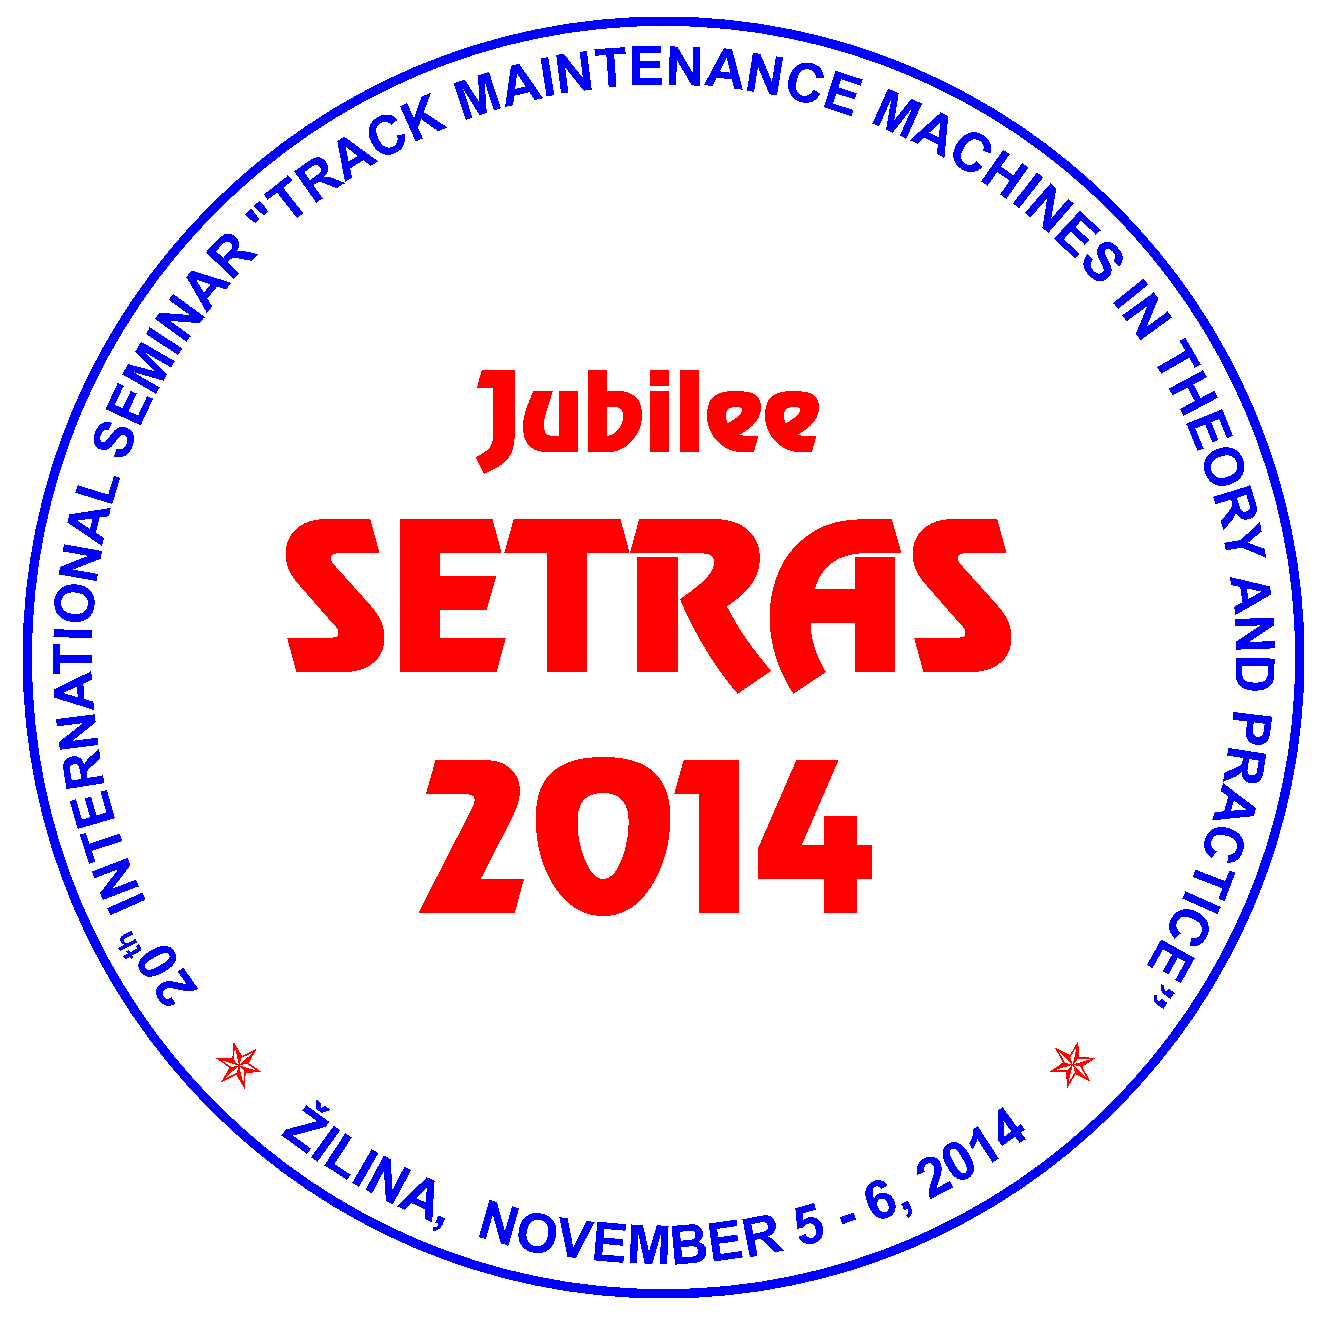 20th INTERNATIONAL SEMINAR "TRACK MAINTENANCE MACHINES IN THEORY AND PRACTICE“
Jubilee
SETRAS
2014
ŽILINA, NOVEMBER 5 - 6, 2014